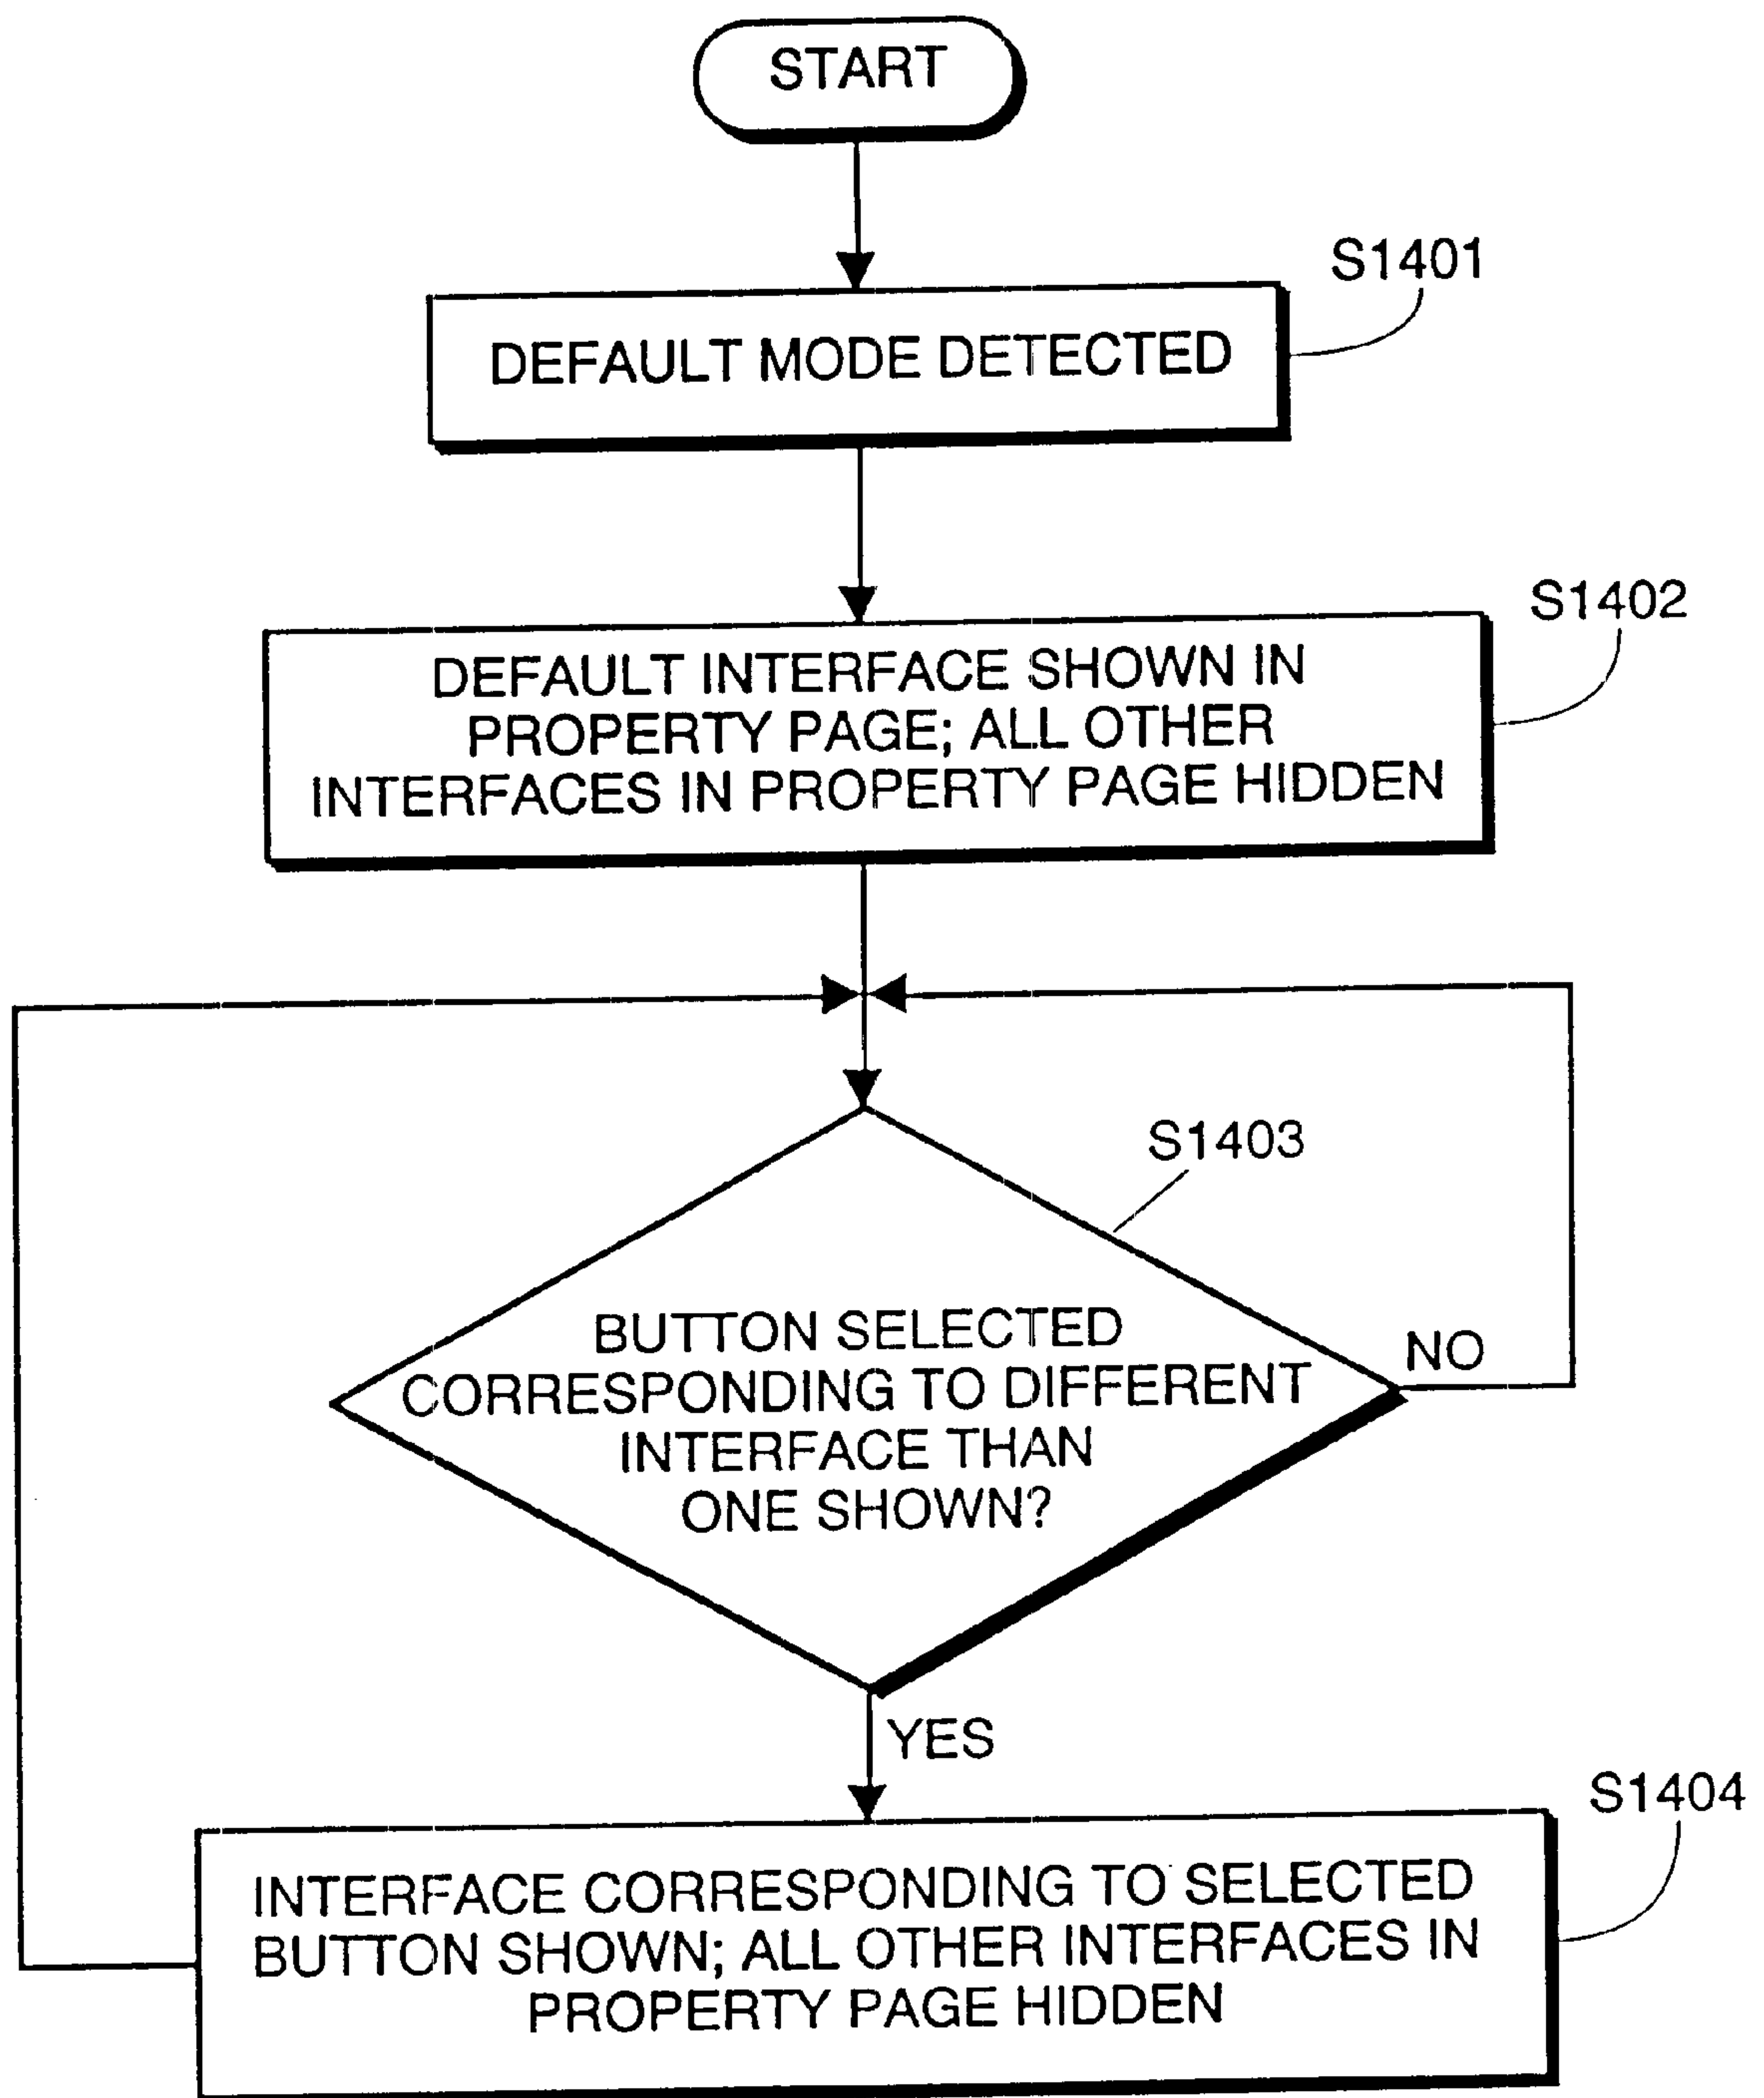 START
S1401
DEFAULT MODE DETECTED
S1402
DEFAULT INTERFACE SHOWN IN
PROPERTY PAGE; ALL OTHER
INTERFACES IN PROPERTY PAGE HIDDEN
S1403
BUTTON SELECTED
CORRESPONDING TO DIFFERENT
INTERFACE THAN
ONE SHOWN?
NO
YES
S1404
INTERFACE CORRESPONDING TO SELECTED
BUTTON SHOWN; ALL OTHER INTERFACES IN
PROPERTY PAGE HIDDEN